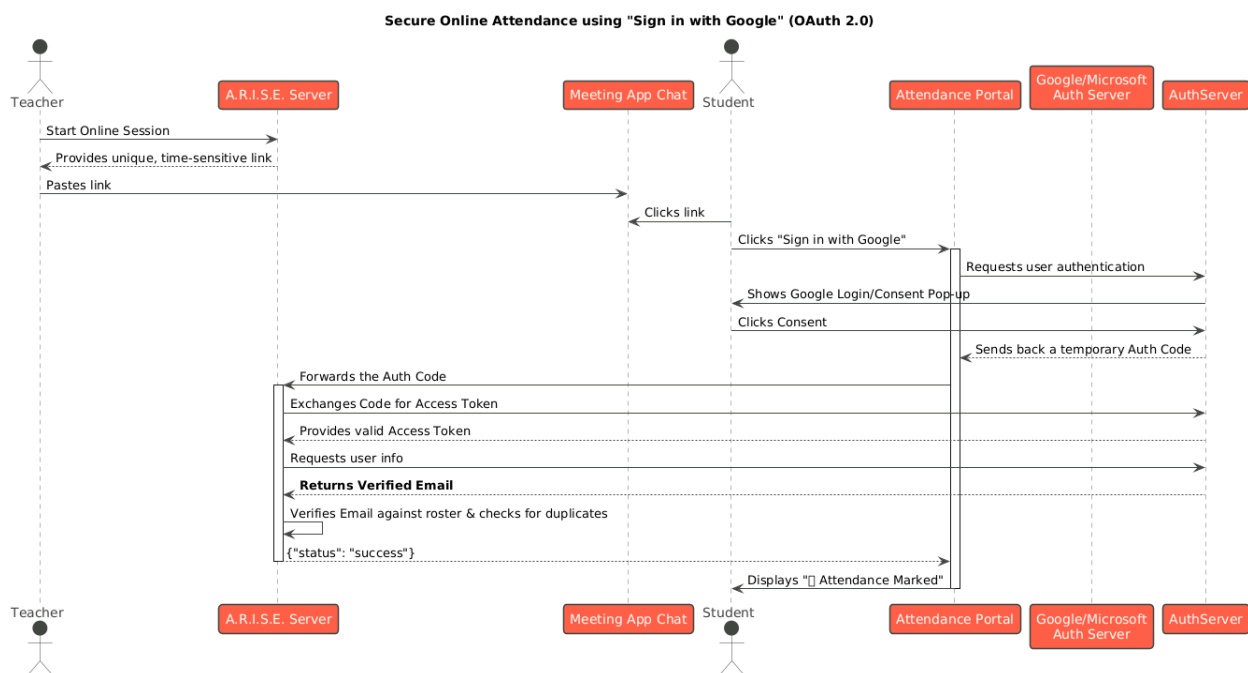 Secure Online Attendance using "Sign in with Google" (OAuth 2.0)
Teacher
A.R.I.S.E. Server
Meeting App Chat
Student
Attendance Portal
Google/Microsoft
Auth Server
AuthServer
Start Online Session
Provides unique, time-sensitive link
Pastes link
Clicks link
Clicks "Sign in with Google"
Requests user authentication
Shows Google Login/Consent Pop-up
Clicks Consent
Sends back a temporary Auth Code
Forwards the Auth Code
Exchanges Code for Access Token
Provides valid Access Token
Requests user info
Returns Verified Email
Verifies Email against roster & checks for duplicates
{"status": "success"}
Displays "▯ Attendance Marked"
Teacher
A.R.I.S.E. Server
Meeting App Chat
Student
Attendance Portal
Google/Microsoft
Auth Server
AuthServer